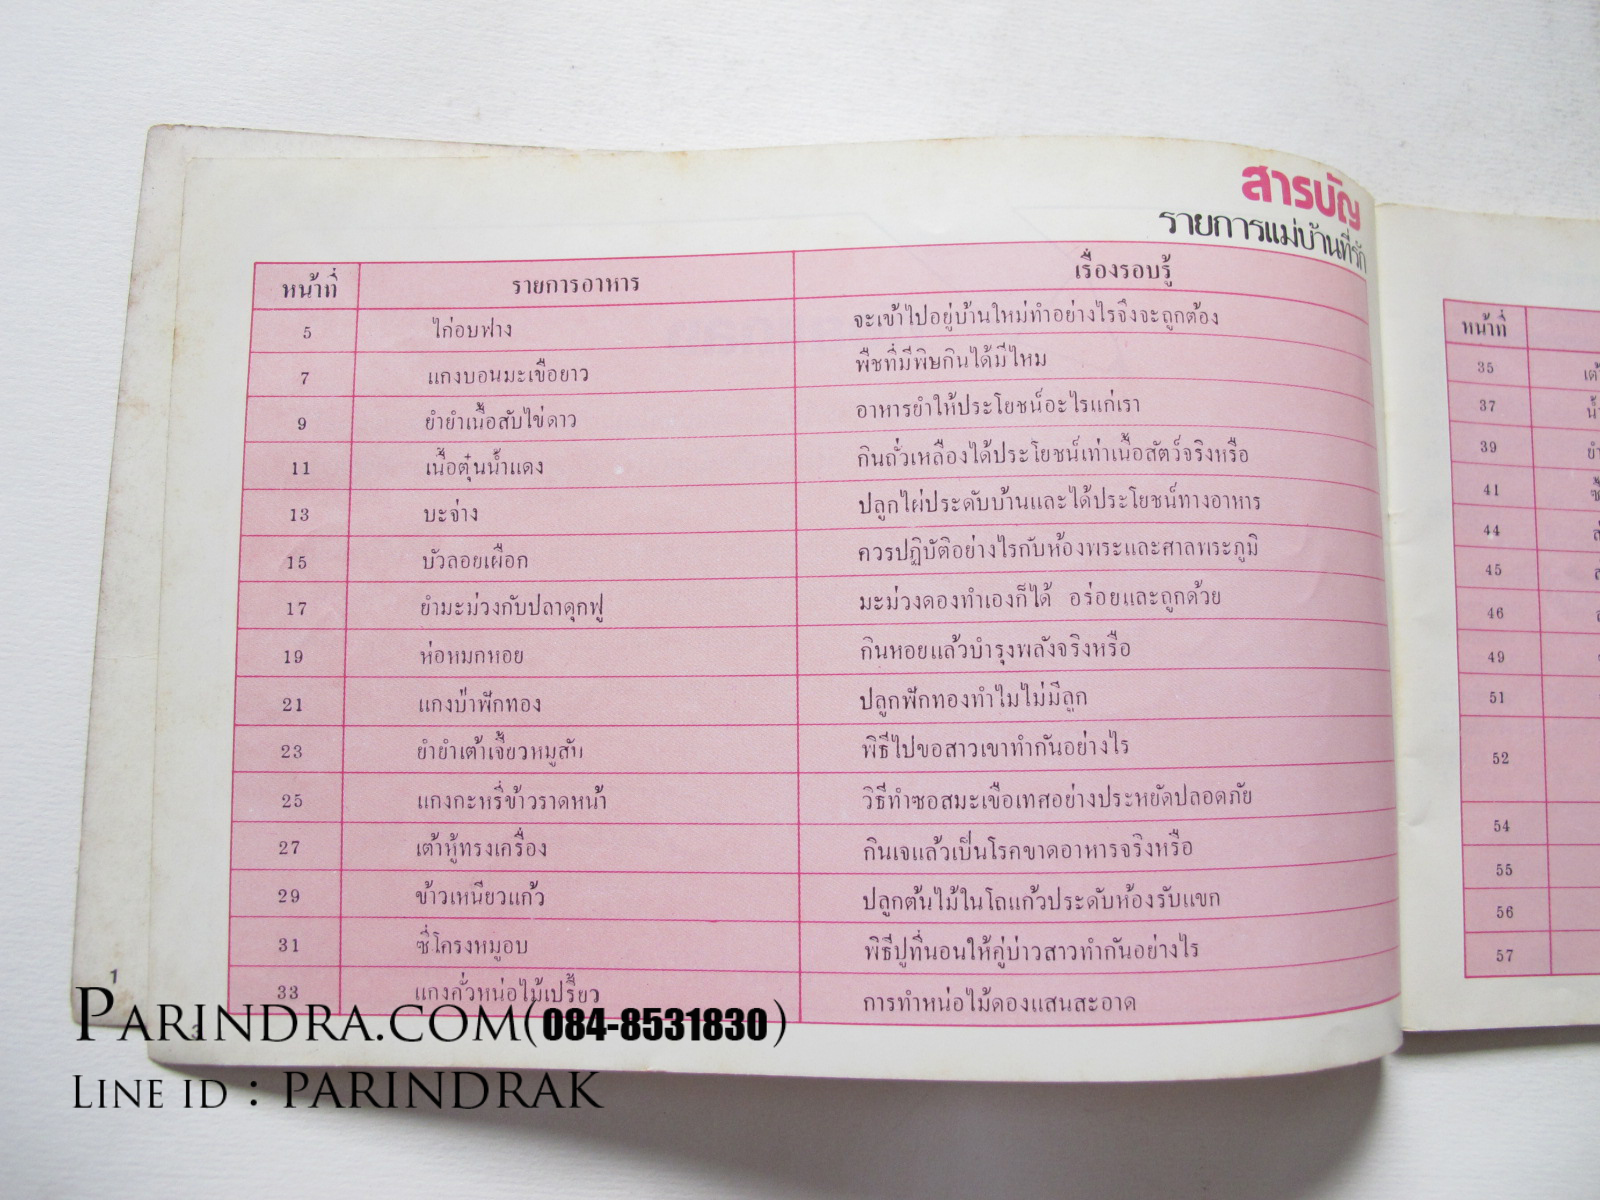 สารบัญ
รายการแม่บ้านที่รัก
หน้าที่ รายการอาหาร เรื่องรอบรู้
5 ไก่อบฟาง จะเข้าไปอยู่บ้านใหม่ทำอย่างไรจึงจะถูกต้อง
7 แกงบอนมะเขือยาว พืชที่มีพิษกินได้มีไหม
9 ยำยำเนื้อสับไข่ดาว อาหารยำให้ประโยชน์อะไรแก่เรา
11 เนื้อตุ๋นน้ำแดง กินถั่วเหลืองได้ประโยชน์เท่าเนื้อสัตว์จริงหรือ
13 บะจ่าง ปลูกไผ่ประดับบ้านและได้ประโยชน์ทางอาหาร
15 บัวลอยเผือก ควรปฏิบัติอย่างไรกับห้องพระและศาลพระภูมิ
17 ยำมะม่วงกับปลาดุกฟู มะม่วงดองทำเองก็ได้ อร่อยและถูกด้วย
19 ห่อหมกหอย กินหอยแล้วบำรุงพลังจริงหรือ
21 แกงป่าฟักทอง ปลูกฟักทองทำไมไม่มีลูก
23 ยำยำเต้าเจี้ยวหมูสับ พิธีไปขอสาวเขาทำกันอย่างไร
25 แกงกะหรี่ข้าวราดหน้า วิธีทำซอสมะเขือเทศอย่างประหยัดปลอดภัย
27 เต้าหู้ทรงเครื่อง กินเจแล้วเป็นโรคขาดอาหารจริงหรือ
29 ข้าวเหนียวแก้ว ปลูกต้นไม้ในโถแก้วประดับห้องรับแขก
31 ซี่โครงหมูอบ พิธีปูที่นอนให้คู่บ่าวสาวทำกันอย่างไร
33 แกงคั่วหน่อไม้เปรี้ยว การทำหน่อไม้ดองแสนสะอาด
1
3
หน้าที่
35
37
39
41
44
45
46
49
51
52
54
55
56
57
PARINDRA.COM(084-8531830)
LINE ID : PARINDRAK